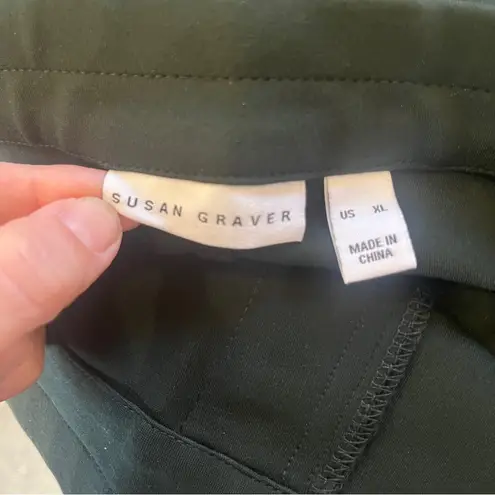 SUSAN GRAVER
US XL
MADE IN
CHINA